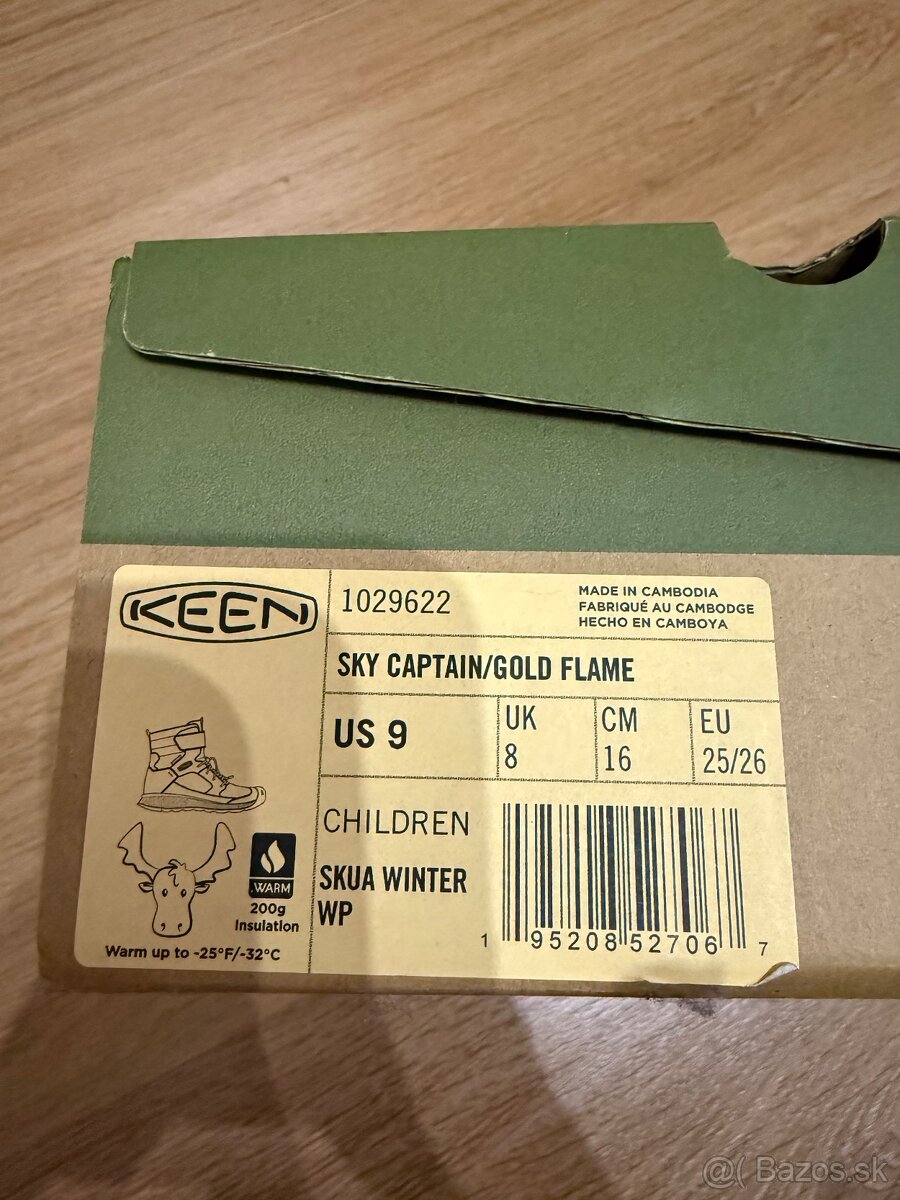 KEEN
1029622
MADE IN CAMBODIA
FABRIQUÉ AU CAMBODGE
HECHO EN CAMBOYA
SKY CAPTAIN/GOLD FLAME
US 9
UK
8
CM
16
EU
25/26
CHILDREN
SKUA WINTER
WP
.WARM
200g
Insulation
Warm up to -25°F/-32°C
1 95208 52706 7
@( Bazos.sk